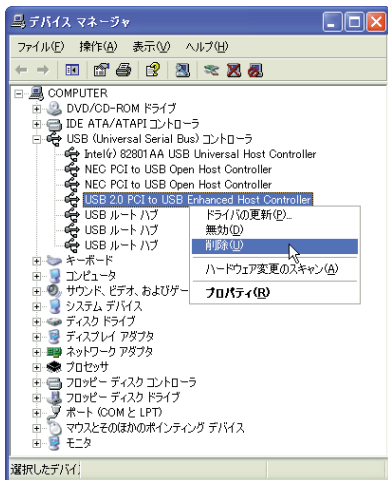 デバイス マネージャ
ファイル(F) 操作(A) 表示(V) ヘルプ(H)
COMPUTER
DVD/CD-ROM ドライブ
IDE ATA/ATAPI コントローラ
USB (Universal Serial Bus) コントローラ
Intel(r) 82801AA USB Universal Host Controller
NEC PCI to USB Open Host Controller
NEC PCI to USB Open Host Controller
USB 2.0 PCI to USB Enhanced Host Controller
USB ルート ハブ
USB ルート ハブ
USB ルート ハブ
ドライバの更新(P)...
無効(D)
削除(U)
ハードウェア変更のスキャン(A)
プロパティ(R)
キーボード
コンピュータ
サウンド、ビデオ、およびゲー
システム デバイス
ディスク ドライブ
ディスプレイ アダプタ
ネットワーク アダプタ
プロセッサ
フロッピー ディスク コントローラ
フロッピー ディスク ドライブ
ポート (COM と LPT)
マウスとそのほかのポインティング デバイス
モニタ
選択したデバイ